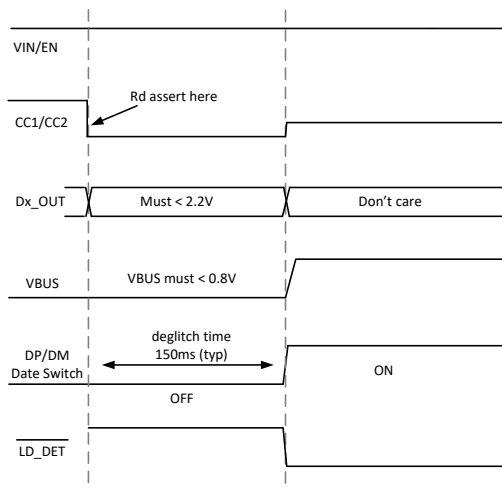 VIN/EN
Rd assert here
CC1/CC2
Dx_OUT
Must < 2.2V
Don't care
VBUS
VBUS must < 0.8V
deglitch time
150ms (typ)
DP/DM
Date Switch
ON
OFF
LD_DET